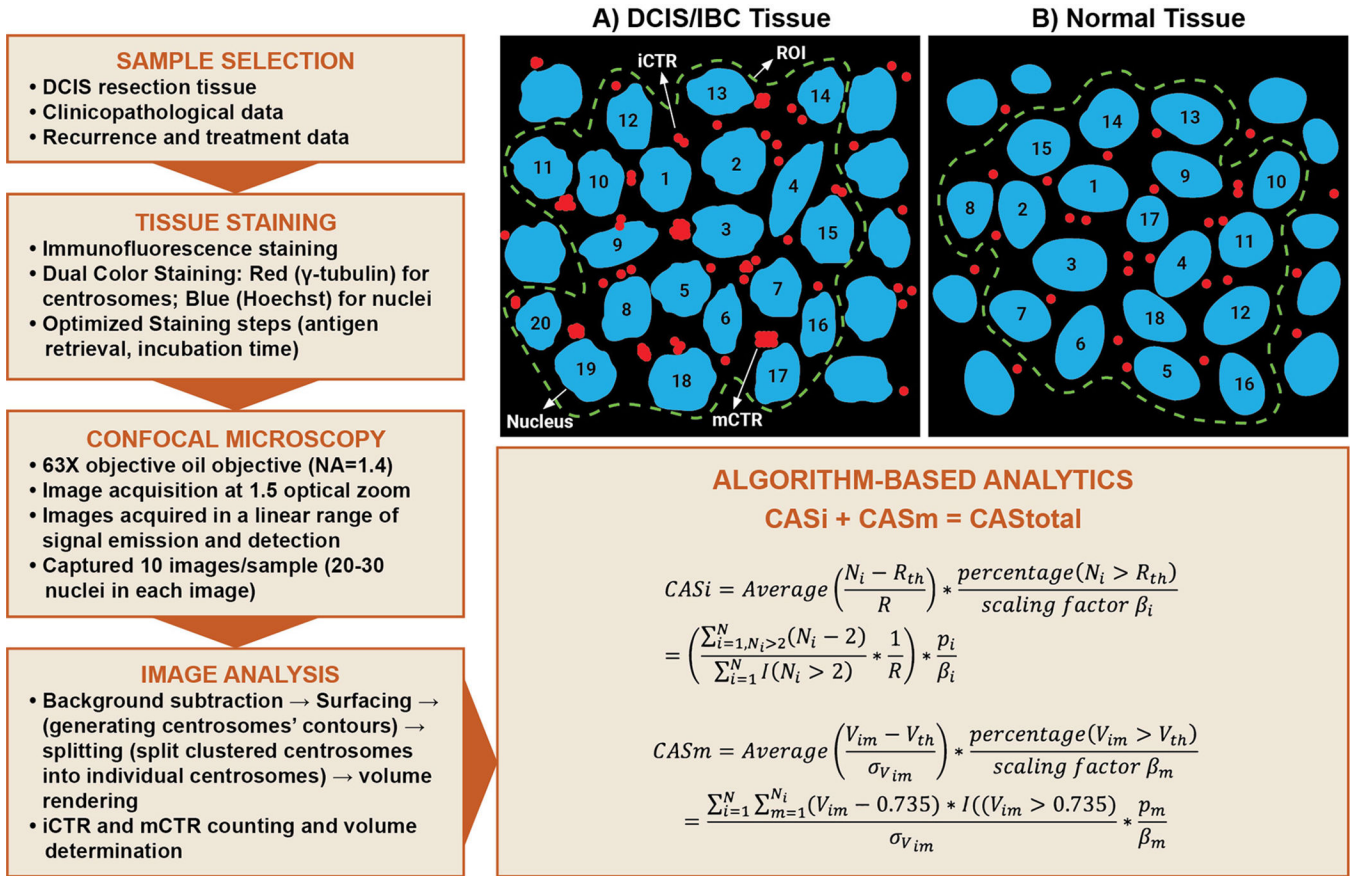 SAMPLE SELECTION
• DCIS resection tissue
• Clinicopathological data
• Recurrence and treatment data
TISSUE STAINING
• Immunofluorescence staining
• Dual Color Staining: Red (γ-tubulin) for
centrosomes; Blue (Hoechst) for nuclei
• Optimized Staining steps (antigen
retrieval, incubation time)
CONFOCAL MICROSCOPY
• 63X objective oil objective (NA=1.4)
• Image acquisition at 1.5 optical zoom
• Images acquired in a linear range of
signal emission and detection
• Captured 10 images/sample (20-30
nuclei in each image)
IMAGE ANALYSIS
• Background subtraction → Surfacing →
(generating centrosomes’ contours) →
splitting (split clustered centrosomes
into individual centrosomes) → volume
rendering
• iCTR and mCTR counting and volume
determination
A) DCIS/IBC Tissue
iCTR
ROI
13
14
12
11
10
1
2
4
9
3
15
5
7
8
6
20
16
19
18
17
Nucleus
mCTR
B) Normal Tissue
14
13
15
1
9
10
8
2
17
11
3
4
7
18
12
6
5
16
ALGORITHM-BASED ANALYTICS
CASi + CASm = CAStotal
CASi = Average ((N_i − R_th) / R) * percentage(N_i > R_th) / scaling factor β_i
= ((∑_{i=1,N_i>2}^{N} (N_i − 2)) / (∑_{i=1}^{N} I(N_i > 2)) * 1/R) * p_i/β_i
CASm = Average ((V_im − V_th) / σ_{V_im}) * percentage(V_im > V_th) / scaling factor β_m
= (∑_{i=1}^{N} ∑_{m=1}^{N_i} (V_im − 0.735) * I((V_im > 0.735)) / σ_{V_im} * p_m/β_m